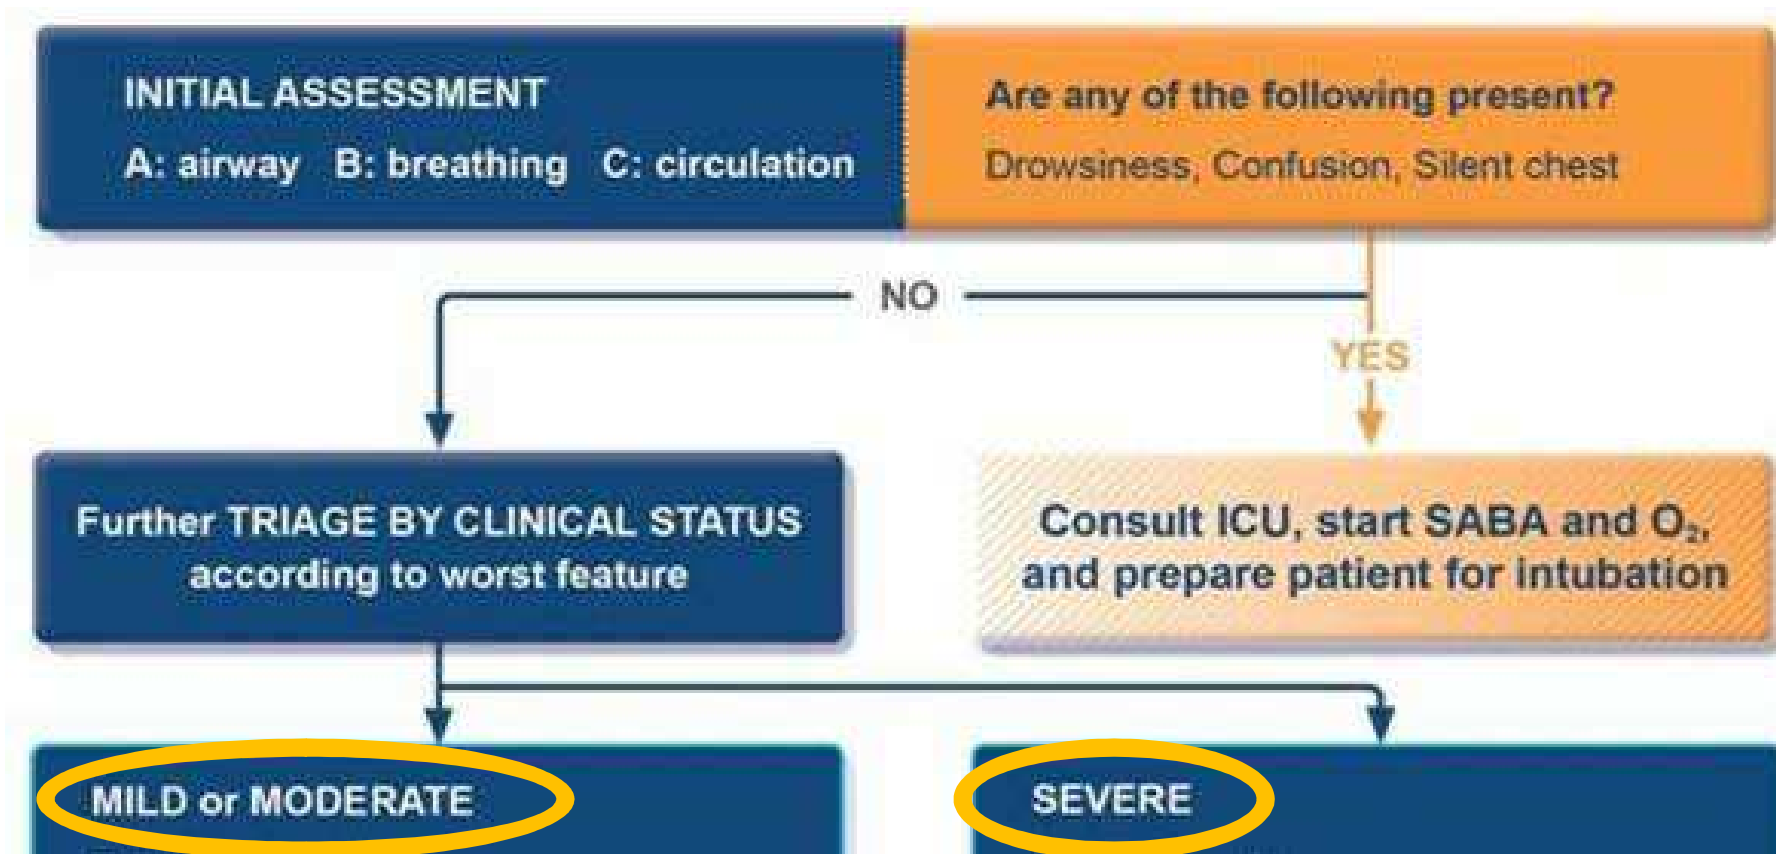 INITIAL ASSESSMENT
A: airway B: breathing C: circulation
Are any of the following present?
Drowsiness, Confusion, Silent chest
NO
YES
Further TRIAGE BY CLINICAL STATUS
according to worst feature
Consult ICU, start SABA and O₂,
and prepare patient for intubation
MILD or MODERATE
SEVERE